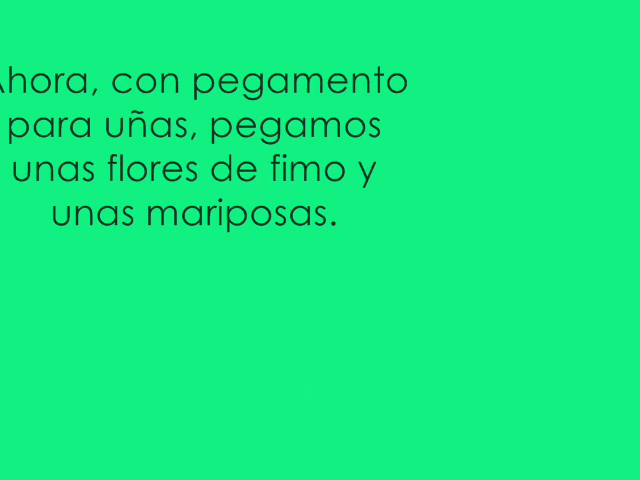 Ahora, con pegamento
para uñas, pegamos
unas flores de fimo y
unas mariposas.